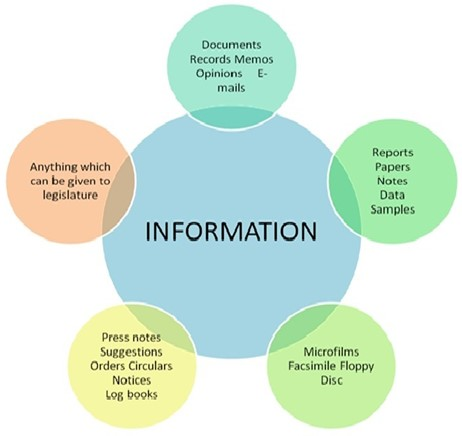 Documents
Records Memos
Opinions E-
mails
Reports
Papers
Notes
Data
Samples
Microfilms
Facsimile Floppy
Disc
Press notes
Suggestions
Orders Circulars
Notices
Log books
Anything which
can be given to
legislature
INFORMATION